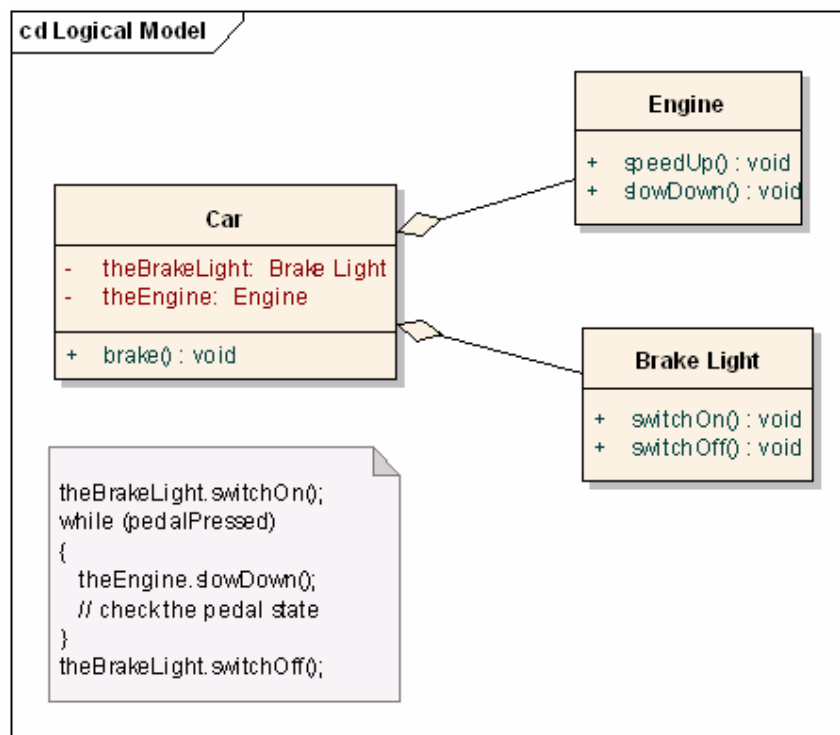 cd Logical Model
Engine
+ speedUp() : void
+ slowDown() : void
Car
- theBrakeLight: Brake Light
- theEngine: Engine
+ brake() : void
Brake Light
+ switchOn() : void
+ switchOff() : void
theBrakeLight.switchOn();
while (pedalPressed)
{
theEngine.slowDown();
// check the pedal state
}
theBrakeLight.switchOff();